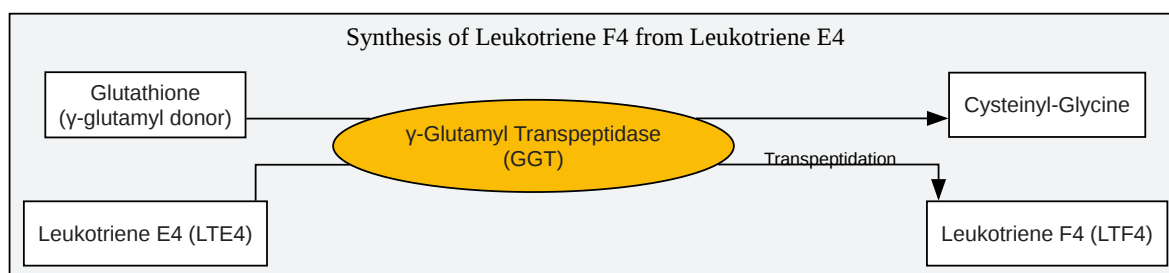 Synthesis of Leukotriene F4 from Leukotriene E4
Glutathione
(γ-glutamyl donor)
γ-Glutamyl Transpeptidase
(GGT)
Cysteinyl-Glycine
Transpeptidation
Leukotriene E4 (LTE4)
Leukotriene F4 (LTF4)